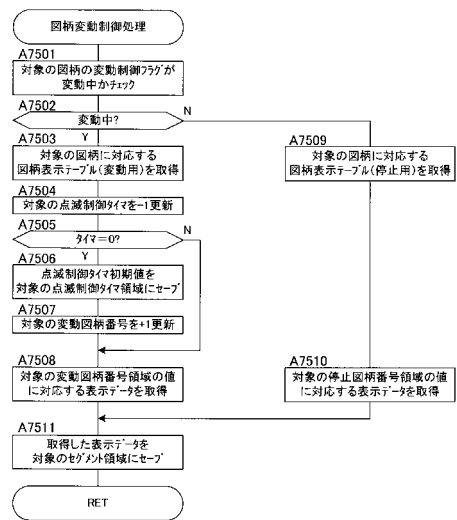 図柄変動制御処理
A7501
対象の図柄の変動制御フラグが
変動中かチェック
A7502
変動中?
N
Y
A7503
対象の図柄に対応する
図柄表示テーブル(変動用)を取得
A7509
対象の図柄に対応する
図柄表示テーブル(停止用)を取得
A7504
対象の点滅制御タイマを-1更新
A7505
タイマ=0?
N
Y
A7506
点滅制御タイマ初期値を
対象の点滅制御タイマ領域にセーブ
A7507
対象の変動図柄番号を+1更新
A7508
対象の変動図柄番号領域の値
に対応する表示データを取得
A7510
対象の停止図柄番号領域の値
に対応する表示データを取得
A7511
取得した表示データを
対象のセグメント領域にセーブ
RET